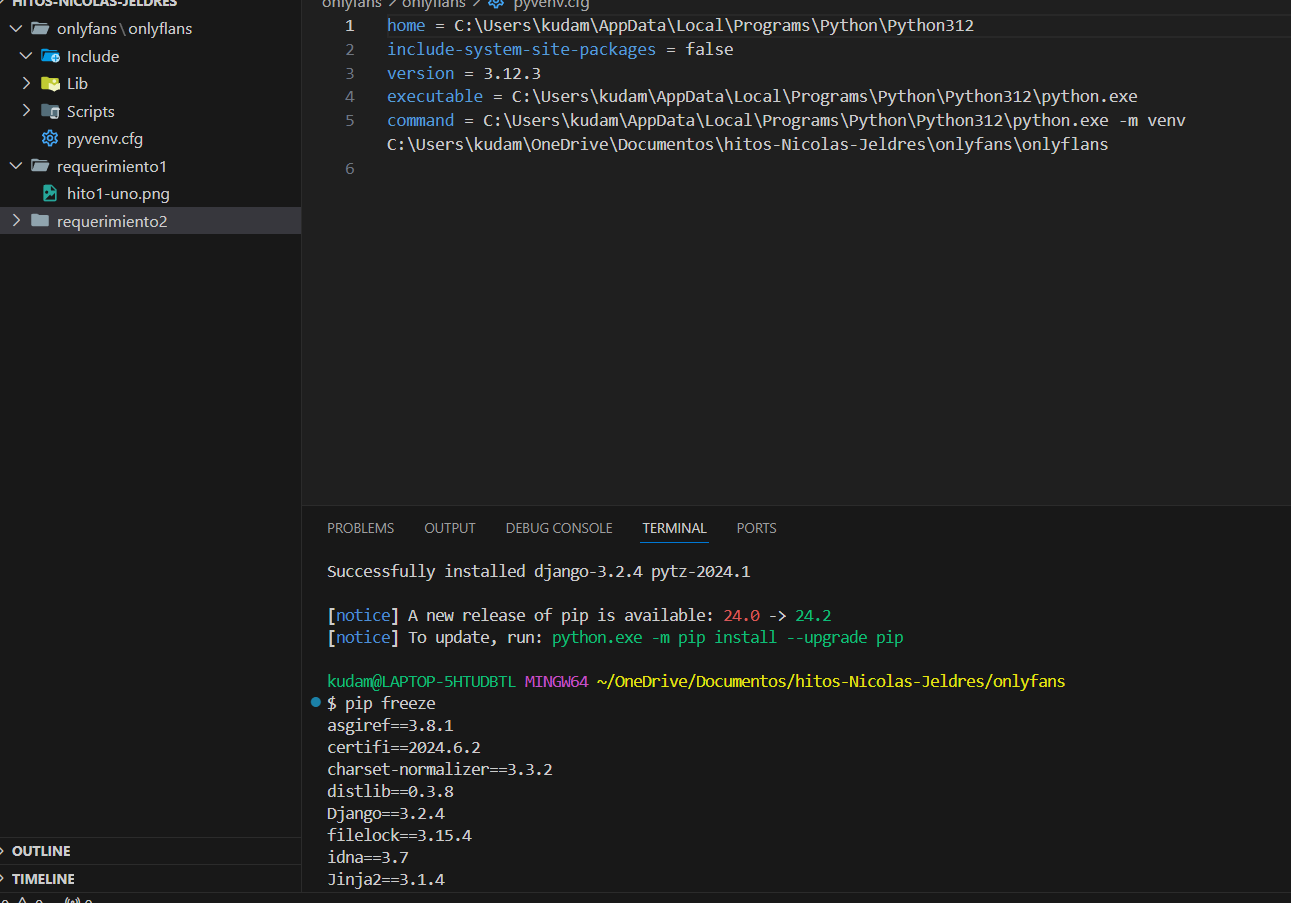 HITOS-NICOLAS-JELDRES
onlyfans\onlyflans
Include
Lib
Scripts
pyvenv.cfg
requerimiento1
hito1-uno.png
requerimiento2
OUTLINE
TIMELINE
onlyfans > onlyflans > pyvenv.cfg
1 home = C:\Users\kudam\AppData\Local\Programs\Python\Python312
2 include-system-site-packages = false
3 version = 3.12.3
4 executable = C:\Users\kudam\AppData\Local\Programs\Python\Python312\python.exe
5 command = C:\Users\kudam\AppData\Local\Programs\Python\Python312\python.exe -m venv
C:\Users\kudam\OneDrive\Documentos\hitos-Nicolas-Jeldres\onlyfans\onlyflans
6
PROBLEMS OUTPUT DEBUG CONSOLE TERMINAL PORTS
Successfully installed django-3.2.4 pytz-2024.1
[notice] A new release of pip is available: 24.0 -> 24.2
[notice] To update, run: python.exe -m pip install --upgrade pip
kudam@LAPTOP-5HTUDBTL MINGW64 ~/OneDrive/Documentos/hitos-Nicolas-Jeldres/onlyfans
$ pip freeze
asgiref==3.8.1
certifi==2024.6.2
charset-normalizer==3.3.2
distlib==0.3.8
Django==3.2.4
filelock==3.15.4
idna==3.7
Jinja2==3.1.4